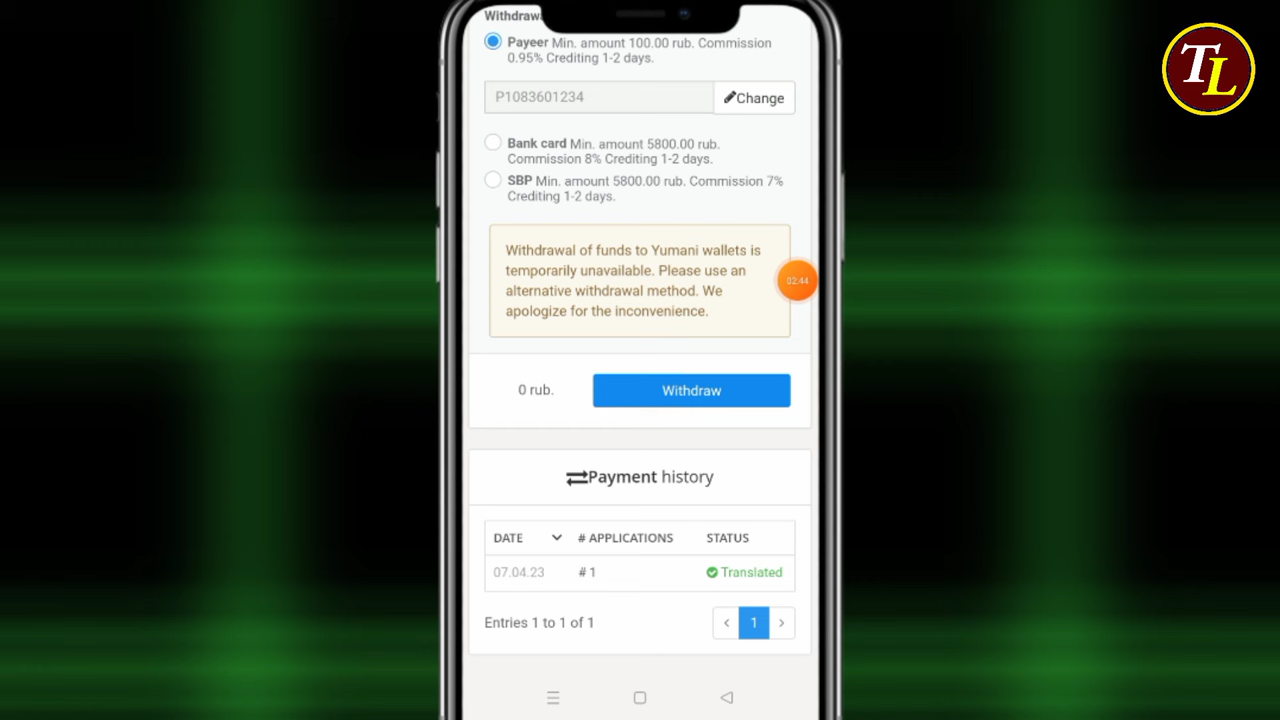 TL
Withdraw
Payeer Min. amount 100.00 rub. Commission
0.95% Crediting 1-2 days.
P1083601234
Change
Bank card Min. amount 5800.00 rub.
Commission 8% Crediting 1-2 days.
SBP Min. amount 5800.00 rub. Commission 7%
Crediting 1-2 days.
Withdrawal of funds to Yumani wallets is
temporarily unavailable. Please use an
alternative withdrawal method. We
apologize for the inconvenience.
02:44
0 rub.
Withdraw
Payment history
DATE # APPLICATIONS STATUS
07.04.23 # 1 Translated
Entries 1 to 1 of 1
1